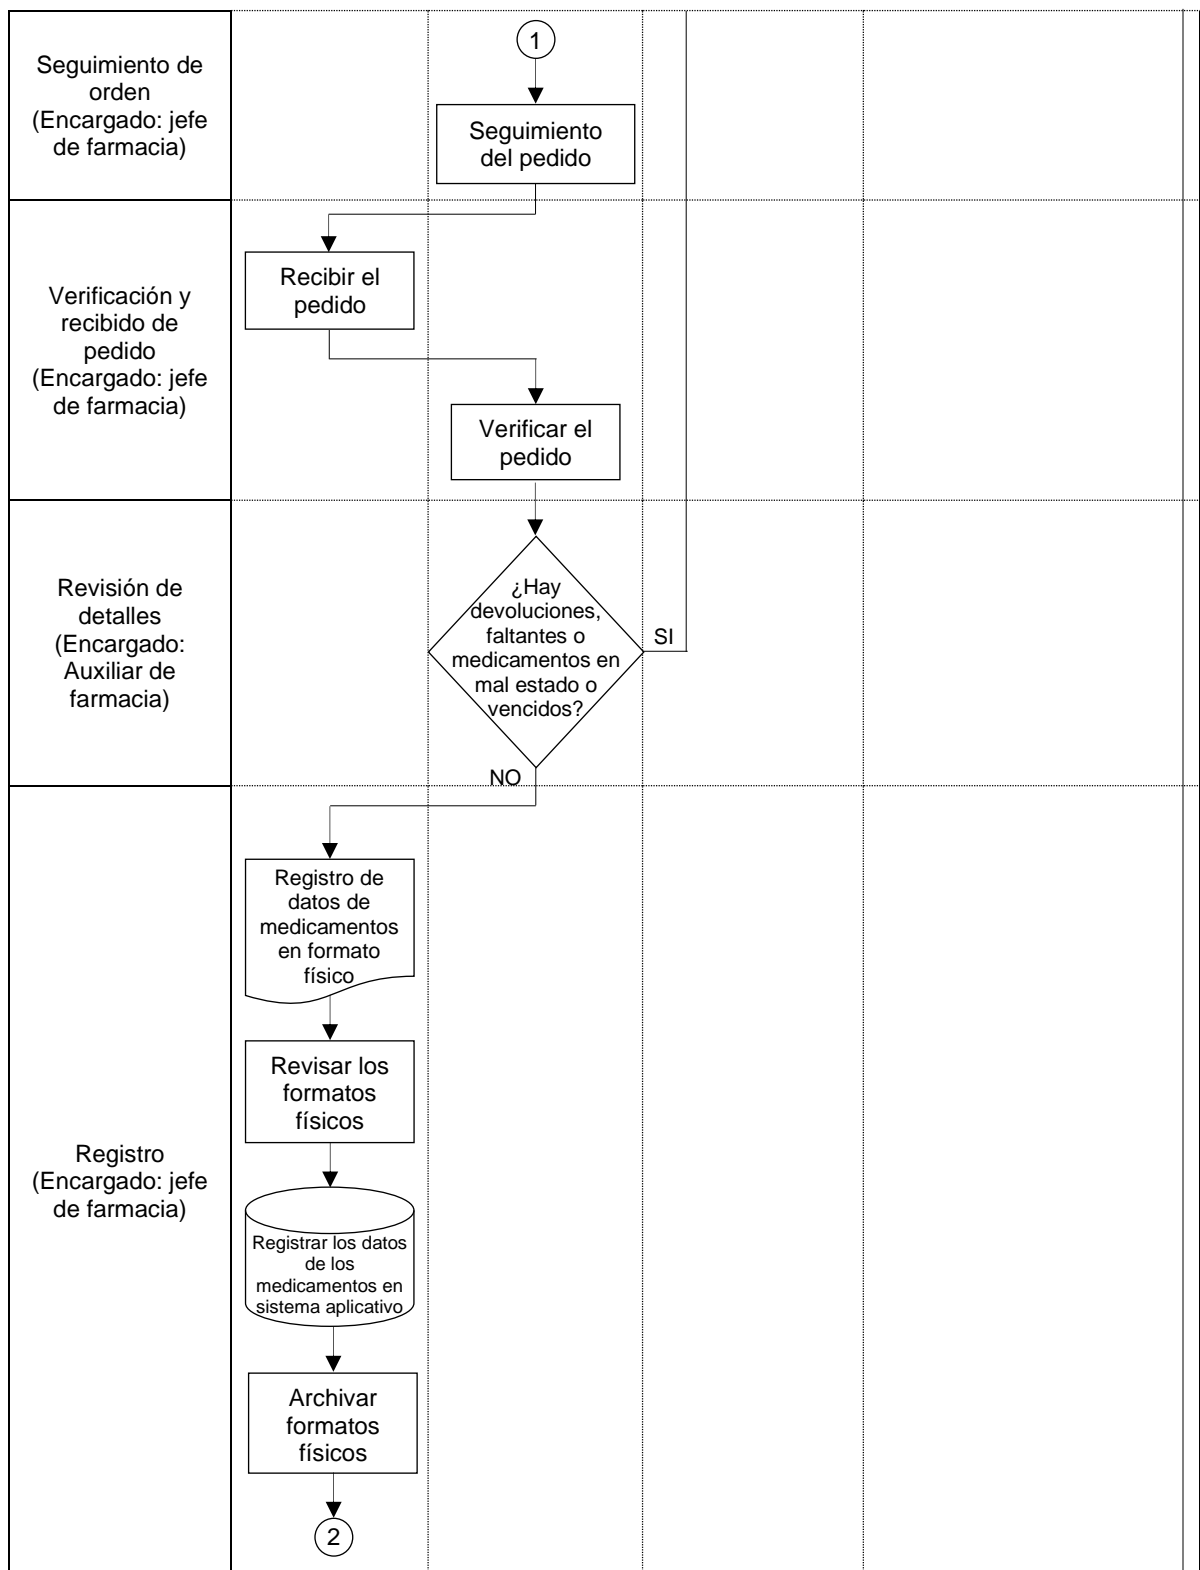 Seguimiento de
orden
(Encargado: jefe
de farmacia)
1
Seguimiento
del pedido
Verificación y
recibido de
pedido
(Encargado: jefe
de farmacia)
Recibir el
pedido
Verificar el
pedido
Revisión de
detalles
(Encargado:
Auxiliar de
farmacia)
¿Hay
devoluciones,
faltantes o
medicamentos en
mal estado o
vencidos?
SI
NO
Registro
(Encargado: jefe
de farmacia)
Registro de
datos de
medicamentos
en formato
físico
Revisar los
formatos
físicos
Registrar los datos
de los
medicamentos en
sistema aplicativo
Archivar
formatos
físicos
2